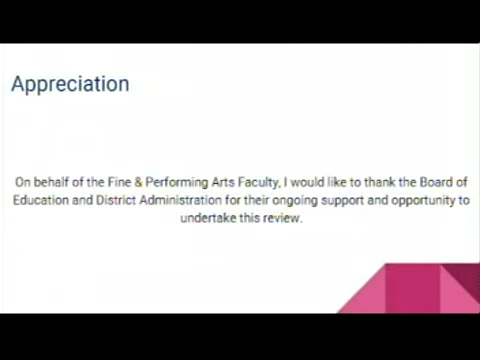 Appreciation
On behalf of the Fine & Performing Arts Faculty, I would like to thank the Board of
Education and District Administration for their ongoing support and opportunity to
undertake this review.